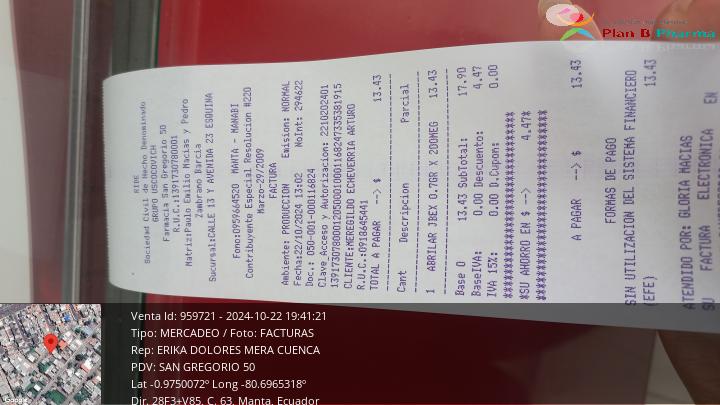 Plan B Pharma
RIDE
Sociedad Civil de Hecho Denominado
GRUPO USCOCOVICH
Farmacia San Gregorio 50
R.U.C.:1391730780001
Matriz:Paulo Emilio Macias y Pedro
Zambrano Barcia
Sucursal:CALLE 13 Y AVENIDA 23 ESQUINA
Fono:0959664520 MANTA - MANABI
Contribuyente Especial Resolucion #220
Marzo-29/2009
FACTURA
Ambiente: PRODUCCION Emision: NORMAL
Fecha:22/10/2024 13:02 NoInt: 294622
Doc.: 050-001-000116824
Clave Acceso y Autorizacion: 2210202401
CLIENTE:MEREGILDO ECHEVERRIA ARTURO
R.U.C.:0918645441
TOTAL A PAGAR --> $ 13.43
Cant Descripcion Parcial
1 ABRILAR JBEX 0.7GR X 200MEG 13.43
Base 0 13.43 SubTotal: 17.90
BaseIVA: 0.00 Descuento: 4.47
IVA 15%: 0.00 D.Cupon: 0.00
*SU AHORRO EN $ --> 4.47*
A PAGAR --> $ 13.43
FORMAS DE PAGO
SIN UTILIZACION DEL SISTEMA FINANCIERO
(EFE) 13.43
ATENDIDO POR: GLORIA MACIAS
SU FACTURA ELECTRONICA EN
Google
Venta Id: 959721 - 2024-10-22 19:41:21
Tipo: MERCADEO / Foto: FACTURAS
Rep: ERIKA DOLORES MERA CUENCA
PDV: SAN GREGORIO 50
Lat -0.9750072º Long -80.6965318º
Dir. 28F3+V85, C. 63, Manta, Ecuador